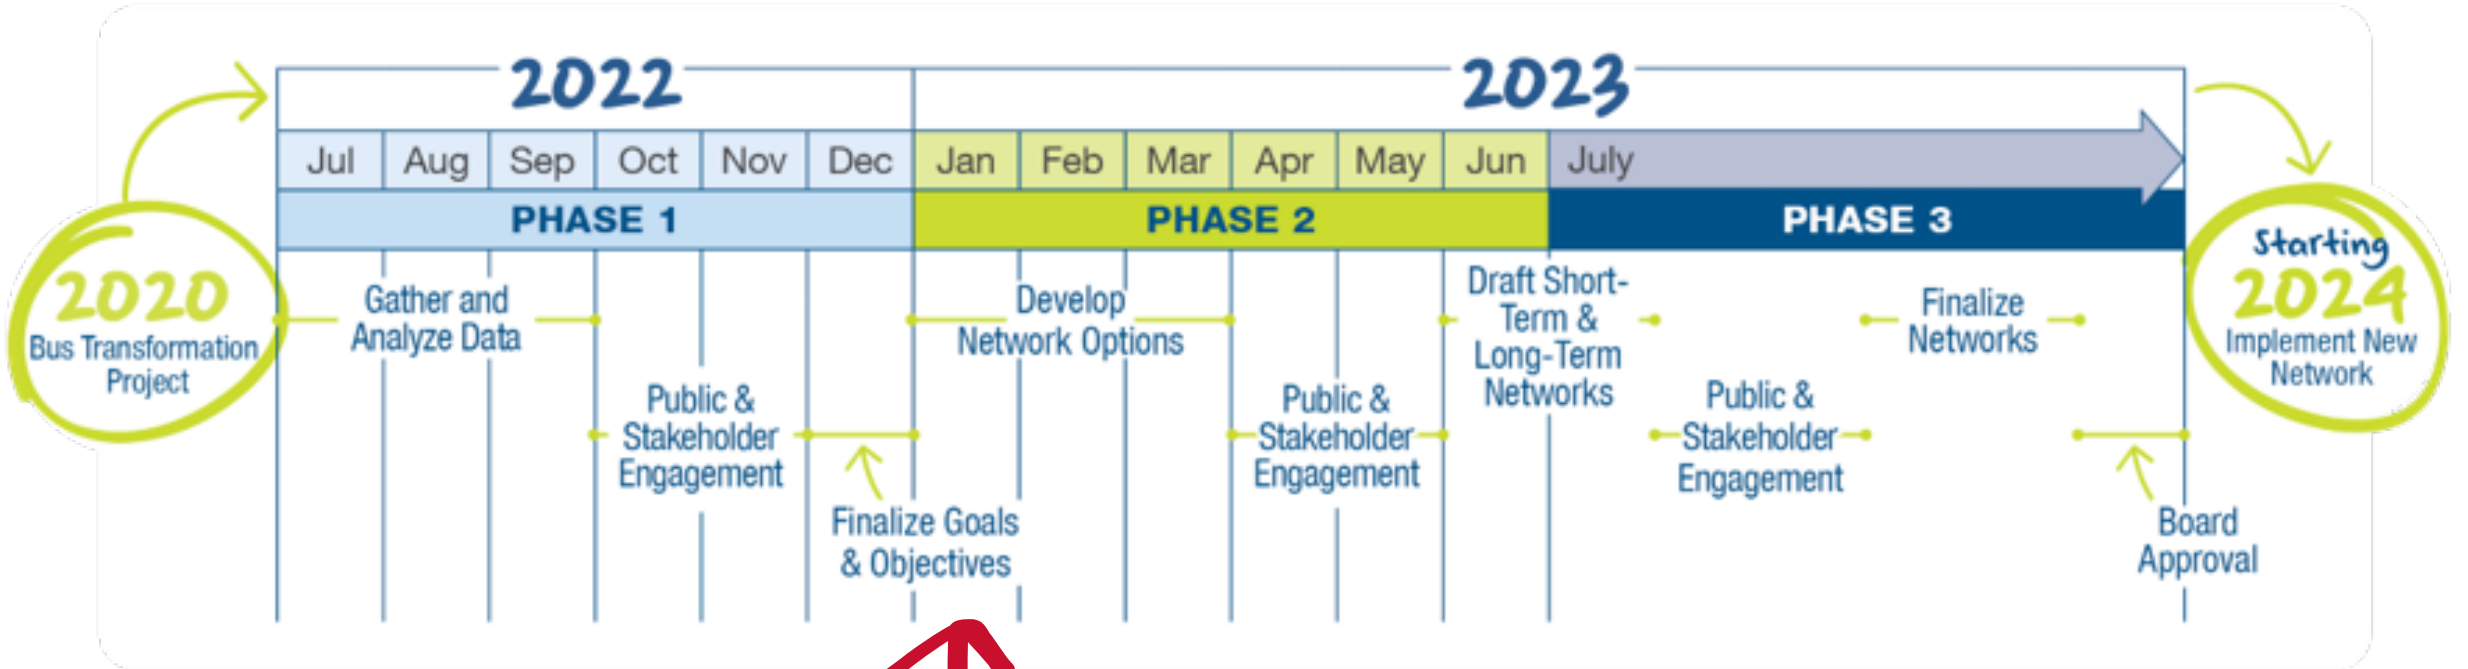 2022
2023
Jul Aug Sep Oct Nov Dec Jan Feb Mar Apr May Jun July
PHASE 1
PHASE 2
PHASE 3
2020
Bus Transformation
Project
Gather and
Analyze Data
Public &
Stakeholder
Engagement
Finalize Goals
& Objectives
Develop
Network Options
Public &
Stakeholder
Engagement
Draft Short-
Term &
Long-Term
Networks
Public &
Stakeholder
Engagement
Finalize
Networks
Board
Approval
Starting
2024
Implement New
Network